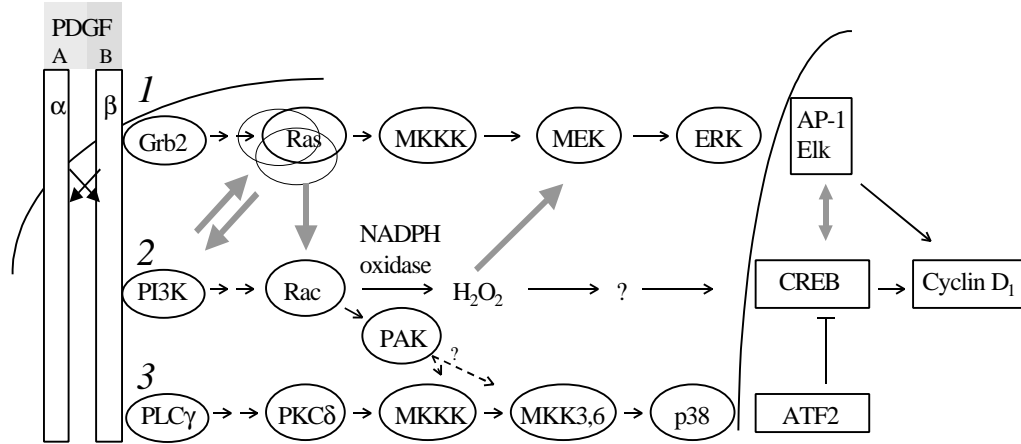 PDGF
A B
α β
1
Grb2 Ras MKKK MEK ERK
AP-1
Elk
2
NADPH
oxidase
PI3K Rac H₂O₂ ? CREB Cyclin D₁
PAK
?
3
PLCγ PKCδ MKKK MKK3,6 p38 ATF2